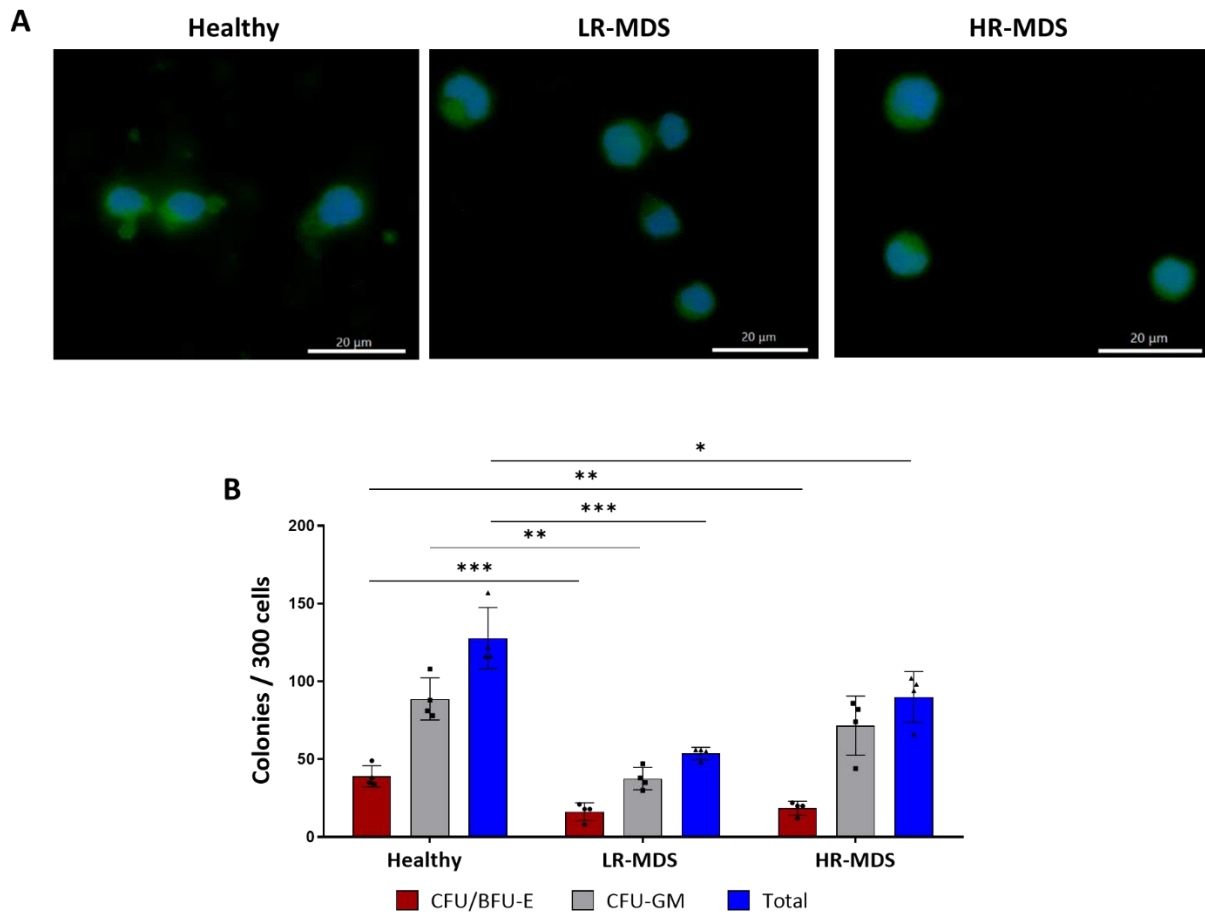 A
Healthy
LR-MDS
HR-MDS
20 µm
20 µm
20 µm
B
*
**
***
**
***
200
150
100
50
0
Colonies / 300 cells
Healthy
LR-MDS
HR-MDS
CFU/BFU-E
CFU-GM
Total